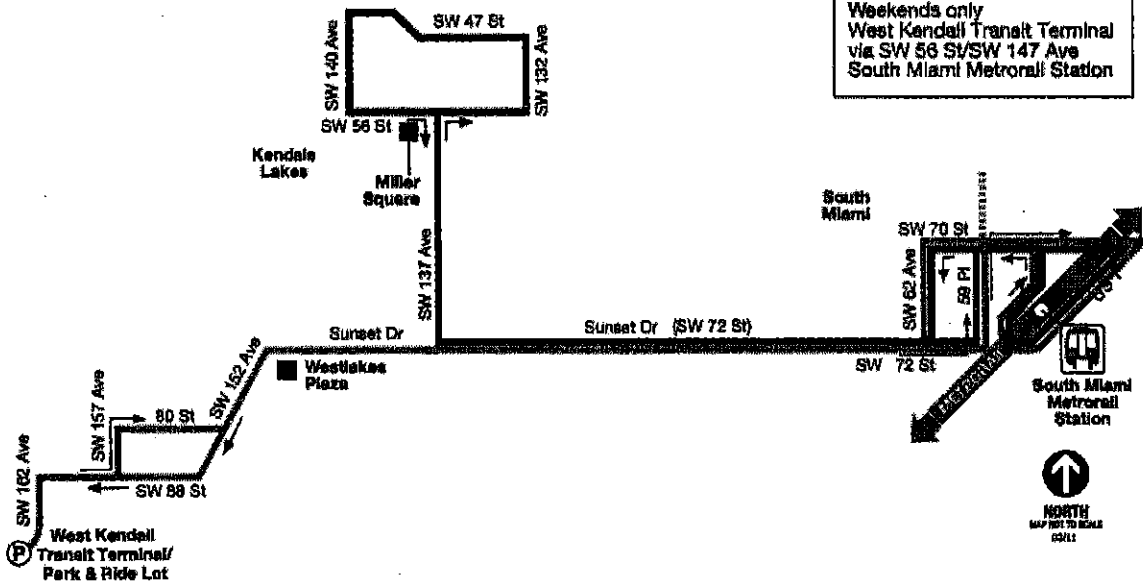 Weekends only
West Kendall Transit Terminal
via SW 56 St/SW 147 Ave
South Miami Metrorail Station
SW 47 St
SW 140 Ave
SW 132 Ave
SW 56 St
Kendale
Lakes
Miller
Square
SW 137 Ave
South
Miami
SW 70 St
SW 62 Ave
59 Pl
Sunset Dr
Sunset Dr (SW 72 St)
SW 72 St
Westlakes
Plaza
SW 152 Ave
SW 157 Ave
80 St
SW 88 St
SW 162 Ave
P
West Kendall
Transit Terminal/
Park & Ride Lot
South Miami
Metrorail
Station
NORTH
MAP NOT TO SCALE